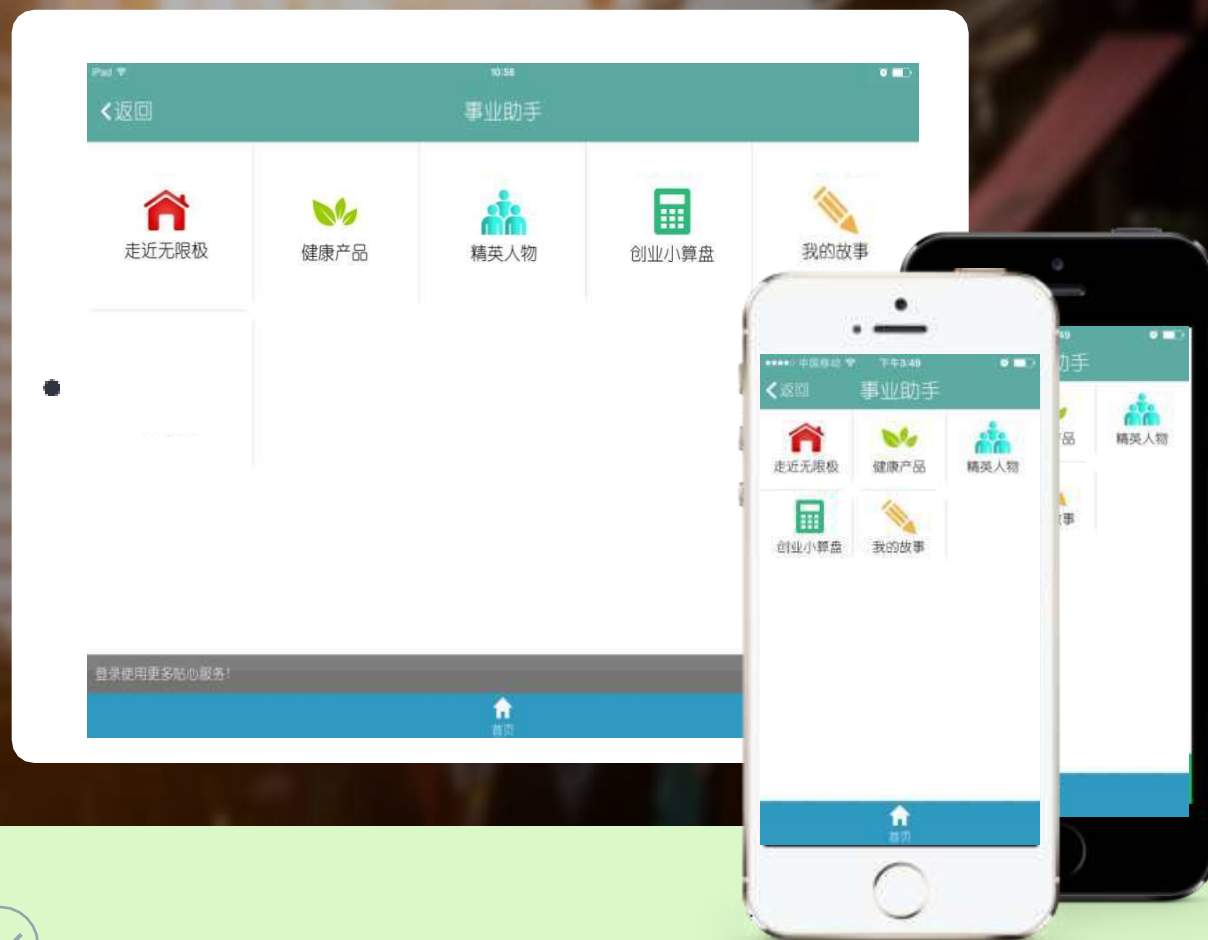 iPad 10:58
返回 事业助手
走近无限极 健康产品 精英人物 创业小算盘 我的故事
登录使用更多贴心服务!
首页
中国移动 下午3:49
返回 事业助手
走近无限极 健康产品 精英人物
创业小算盘 我的故事
首页
49
助手
品 精英人物
故事